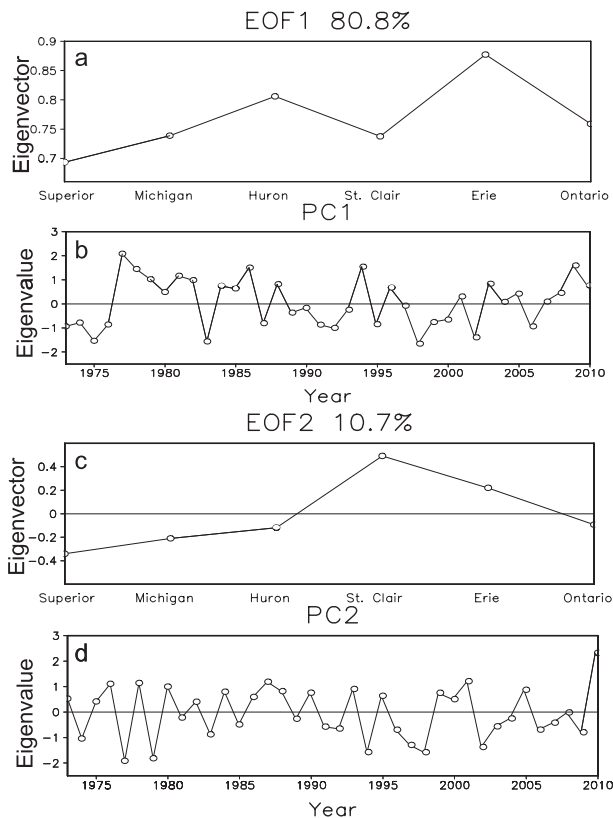 EOF1 80.8%
a
Eigenvector
0.9
0.85
0.8
0.75
0.7
Superior Michigan Huron St. Clair Erie Ontario
PC1
b
Eigenvalue
3
2
1
0
−1
−2
1975 1980 1985 1990 1995 2000 2005 2010
Year
EOF2 10.7%
c
Eigenvector
0.4
0.2
0
−0.2
−0.4
Superior Michigan Huron St. Clair Erie Ontario
PC2
d
Eigenvalue
3
2
1
0
−1
−2
1975 1980 1985 1990 1995 2000 2005 2010
Year